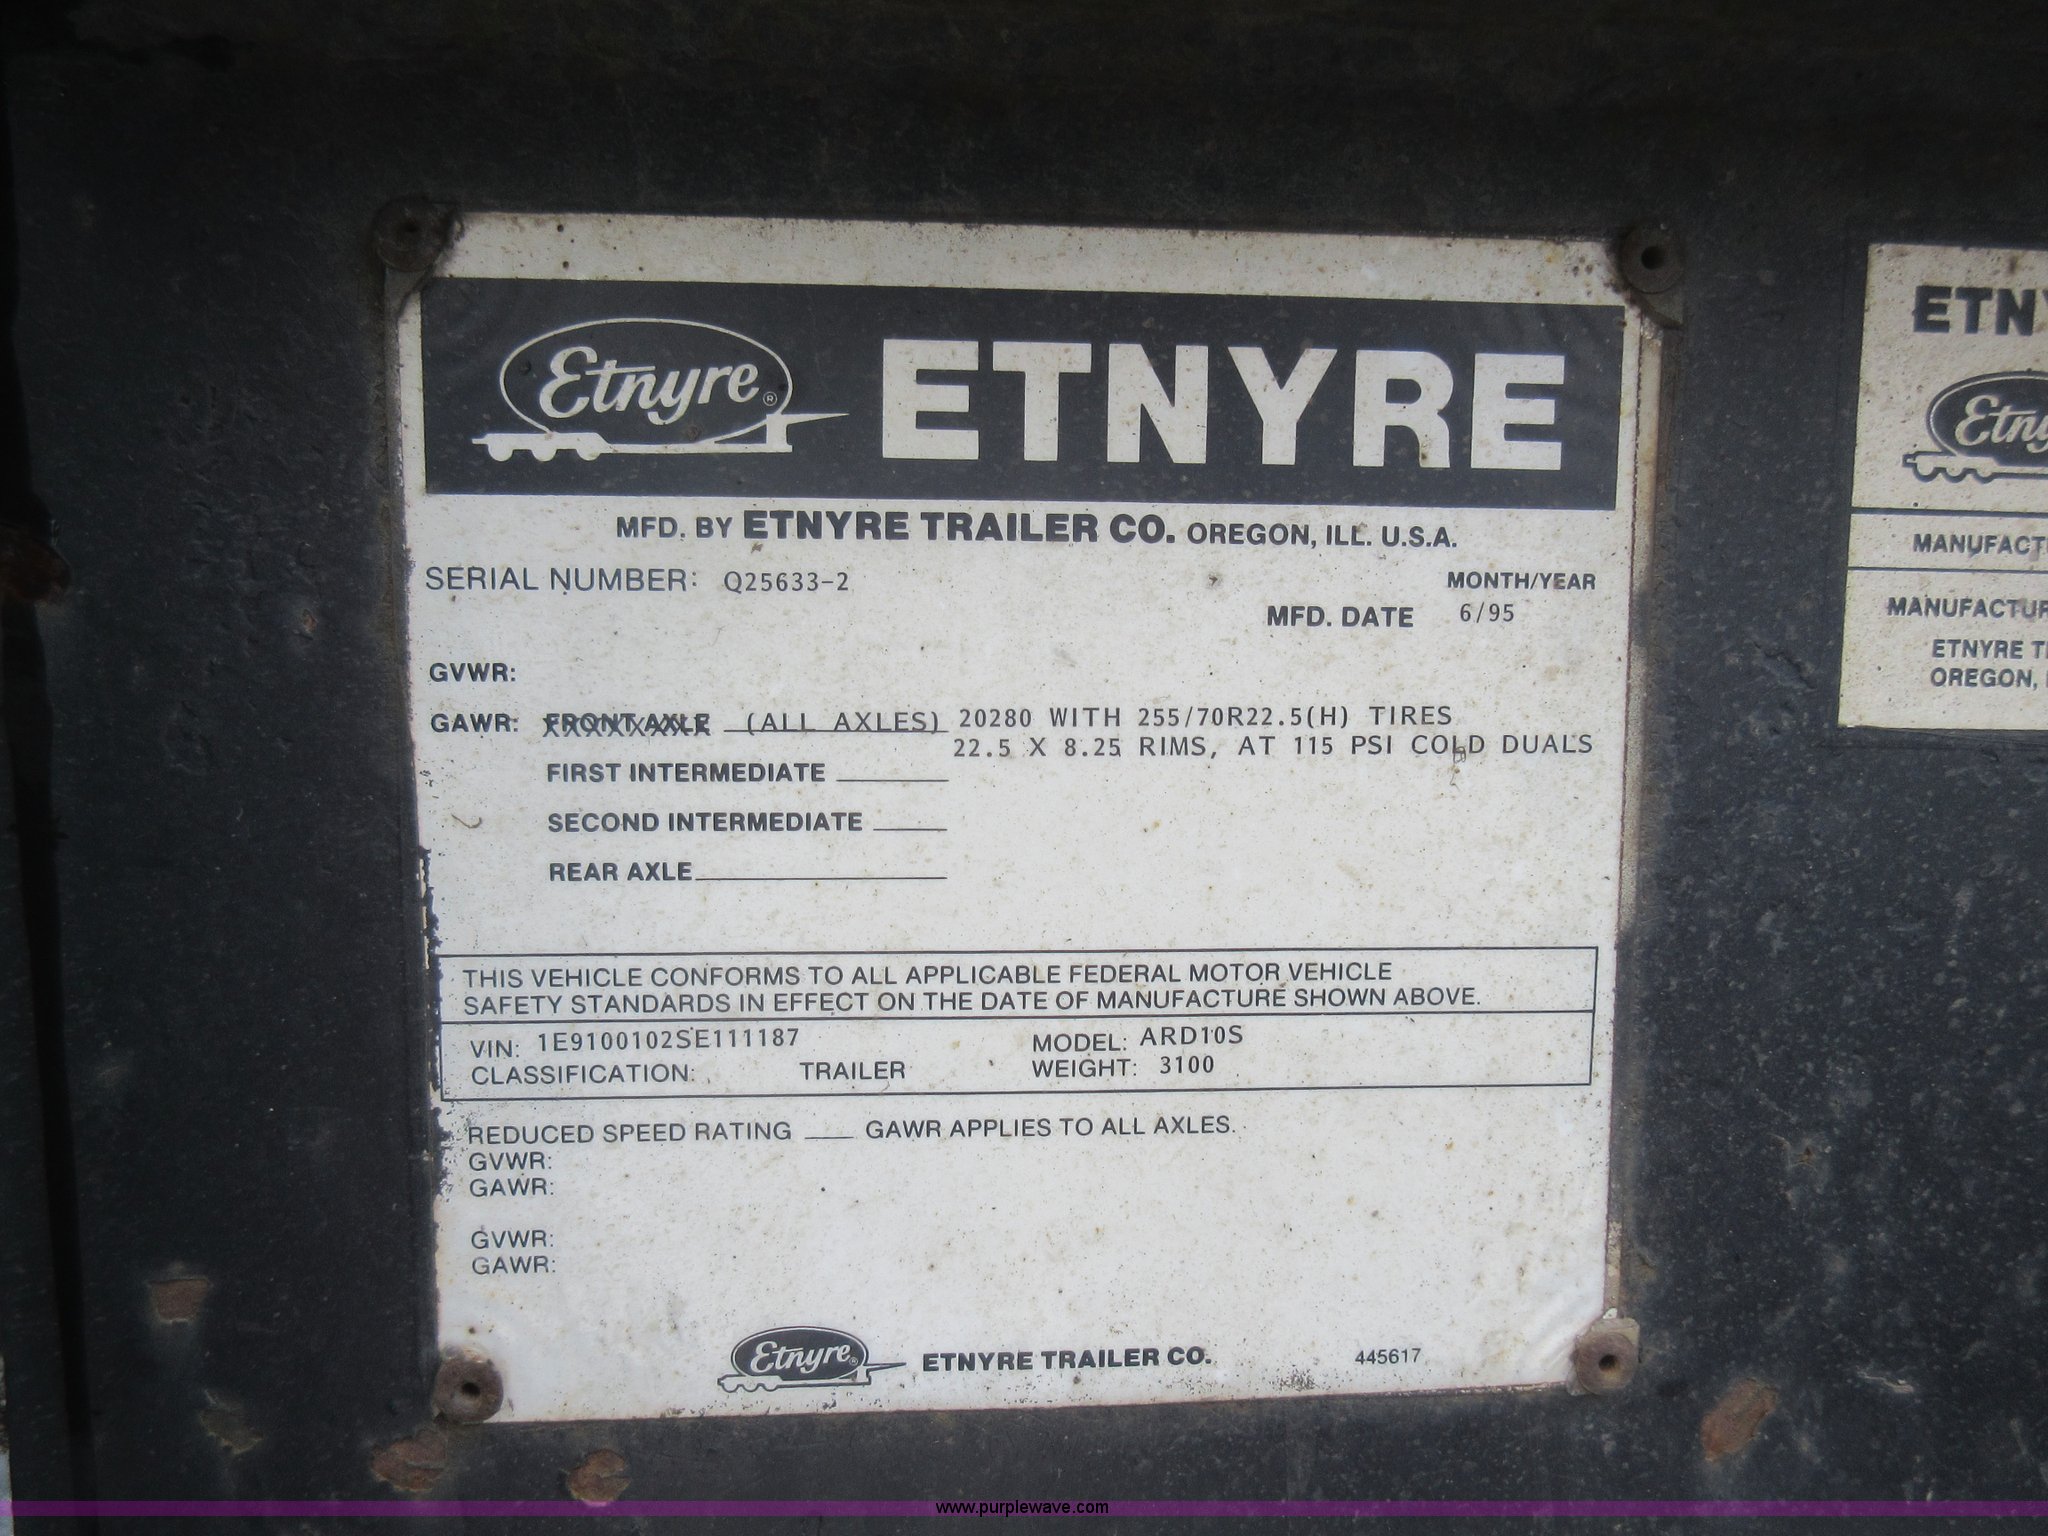 Etnyre ® ETNYRE
MFD. BY ETNYRE TRAILER CO. OREGON, ILL. U.S.A.
SERIAL NUMBER: Q25633-2
MONTH/YEAR
MFD. DATE 6/95
GVWR:
GAWR: FRONT AXLE (ALL AXLES) 20280 WITH 255/70R22.5(H) TIRES
22.5 X 8.25 RIMS, AT 115 PSI COLD DUALS
FIRST INTERMEDIATE
SECOND INTERMEDIATE
REAR AXLE
THIS VEHICLE CONFORMS TO ALL APPLICABLE FEDERAL MOTOR VEHICLE
SAFETY STANDARDS IN EFFECT ON THE DATE OF MANUFACTURE SHOWN ABOVE.
VIN: 1E9100102SE111187 MODEL: ARD10S
CLASSIFICATION: TRAILER WEIGHT: 3100
REDUCED SPEED RATING ___ GAWR APPLIES TO ALL AXLES.
GVWR:
GAWR:
GVWR:
GAWR:
Etnyre ® ETNYRE TRAILER CO. 445617
ETNY
Etny
MANUFACT
MANUFACTUR
ETNYRE T
OREGON,
www.purplewave.com